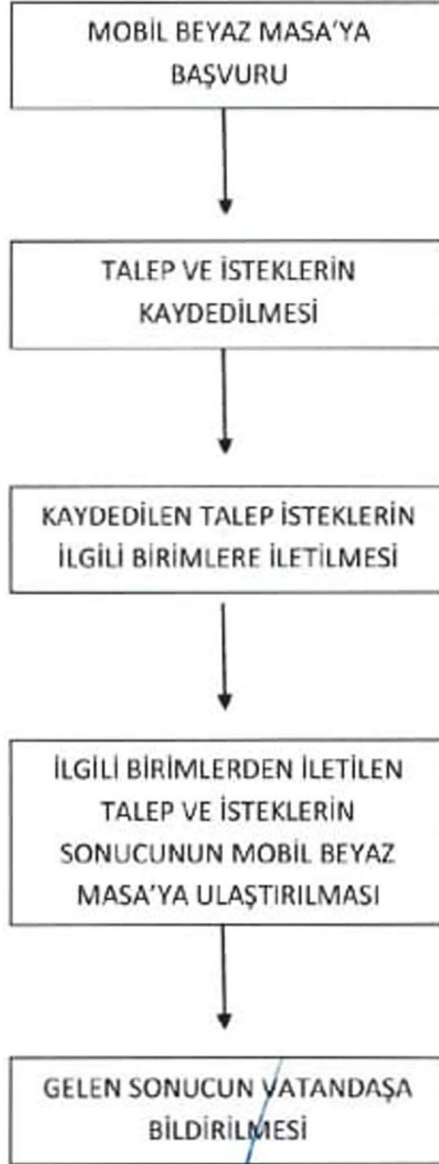 MOBİL BEYAZ MASA'YA
BAŞVURU
TALEP VE İSTEKLERİN
KAYDEDİLMESİ
KAYDEDİLEN TALEP İSTEKLERİN
İLGİLİ BİRİMLERE İLETİLMESİ
İLGİLİ BİRİMLERDEN İLETİLEN
TALEP VE İSTEKLERİN
SONUCUNUN MOBİL BEYAZ
MASA'YA ULAŞTIRILMASI
GELEN SONUCUN VATANDAŞA
BİLDİRİLMESİ